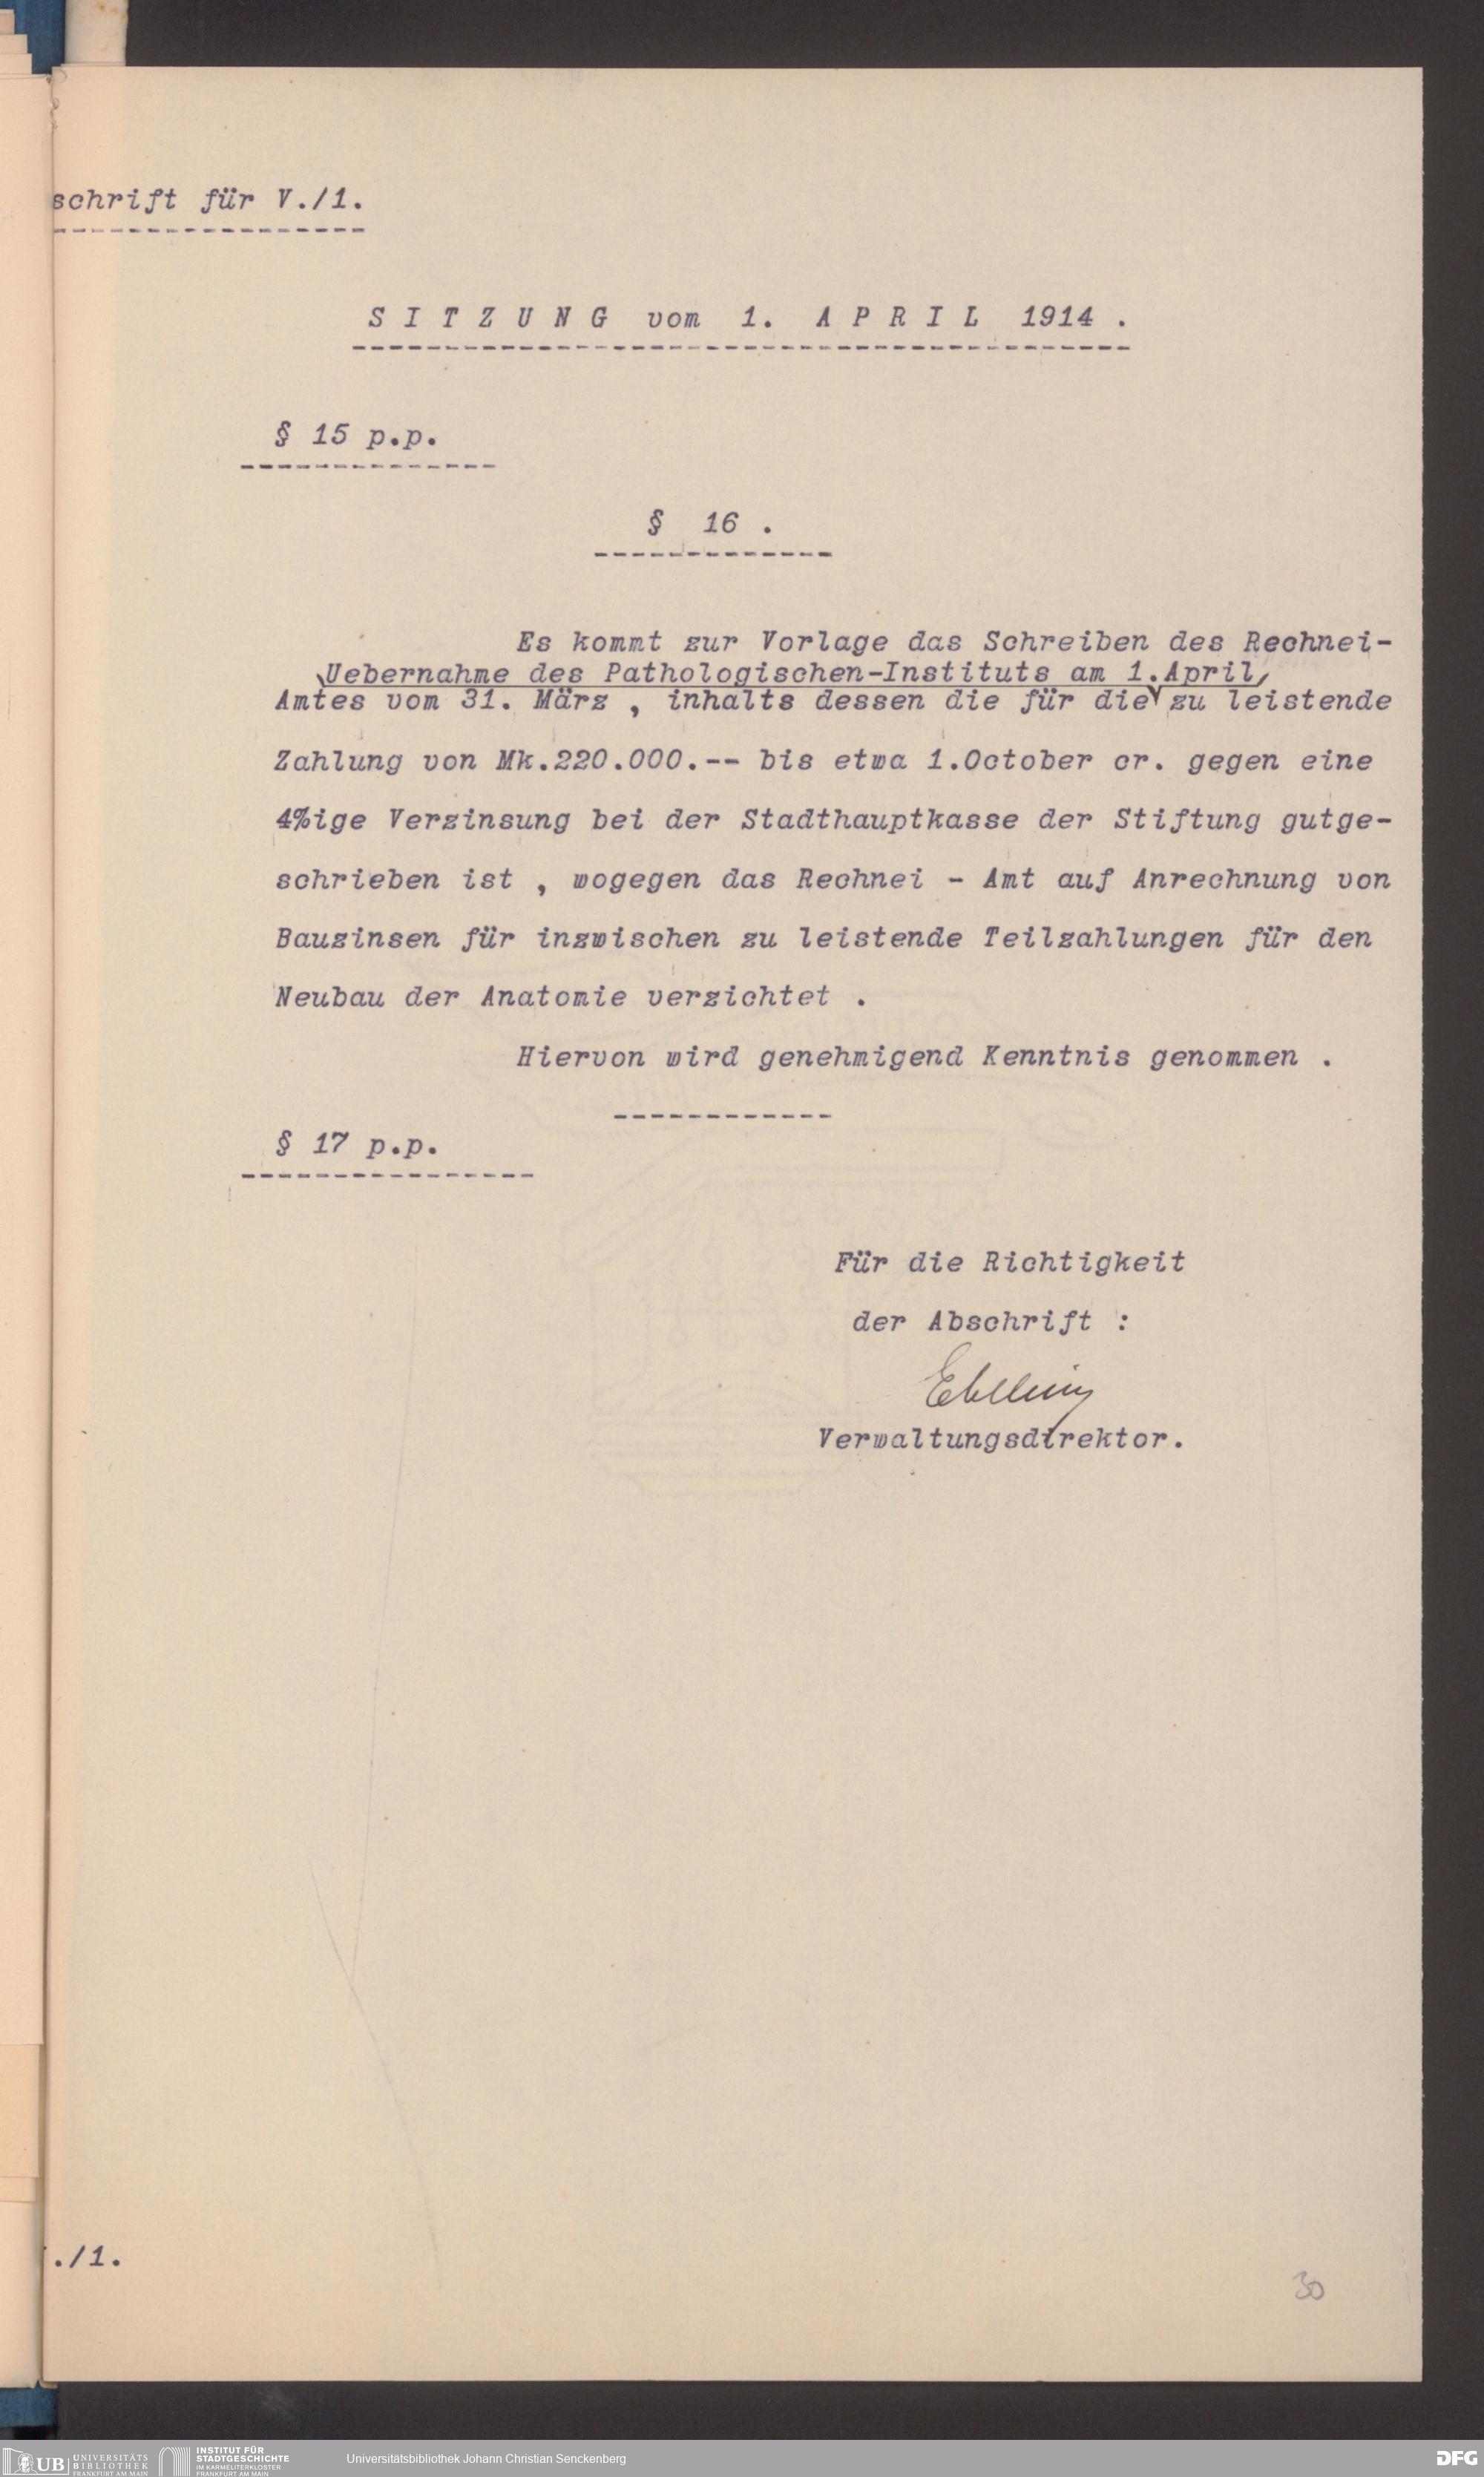 schrift für V./1.
SITZUNG vom 1. APRIL 1914 .
§ 15 p.p.
§ 16 .
Es kommt zur Vorlage das Schreiben des Rechnei-
Uebernahme des Pathologischen-Instituts am 1.April,
Amtes vom 31. März , inhalts dessen die für die zu leistende
Zahlung von Mk.220.000.-- bis etwa 1.October cr. gegen eine
4%ige Verzinsung bei der Stadthauptkasse der Stiftung gutge-
schrieben ist , wogegen das Rechnei - Amt auf Anrechnung von
Bauzinsen für inzwischen zu leistende Teilzahlungen für den
Neubau der Anatomie verzichtet .
Hiervon wird genehmigend Kenntnis genommen .
§ 17 p.p.
Für die Richtigkeit
der Abschrift :
Ebelling
Verwaltungsdirektor.
./1.
30
UB UNIVERSITÄTS
BIBLIOTHEK
FRANKFURT AM MAIN
INSTITUT FÜR
STADTGESCHICHTE
IM KARMELITERKLOSTER
FRANKFURT AM MAIN
Universitätsbibliothek Johann Christian Senckenberg
DFG